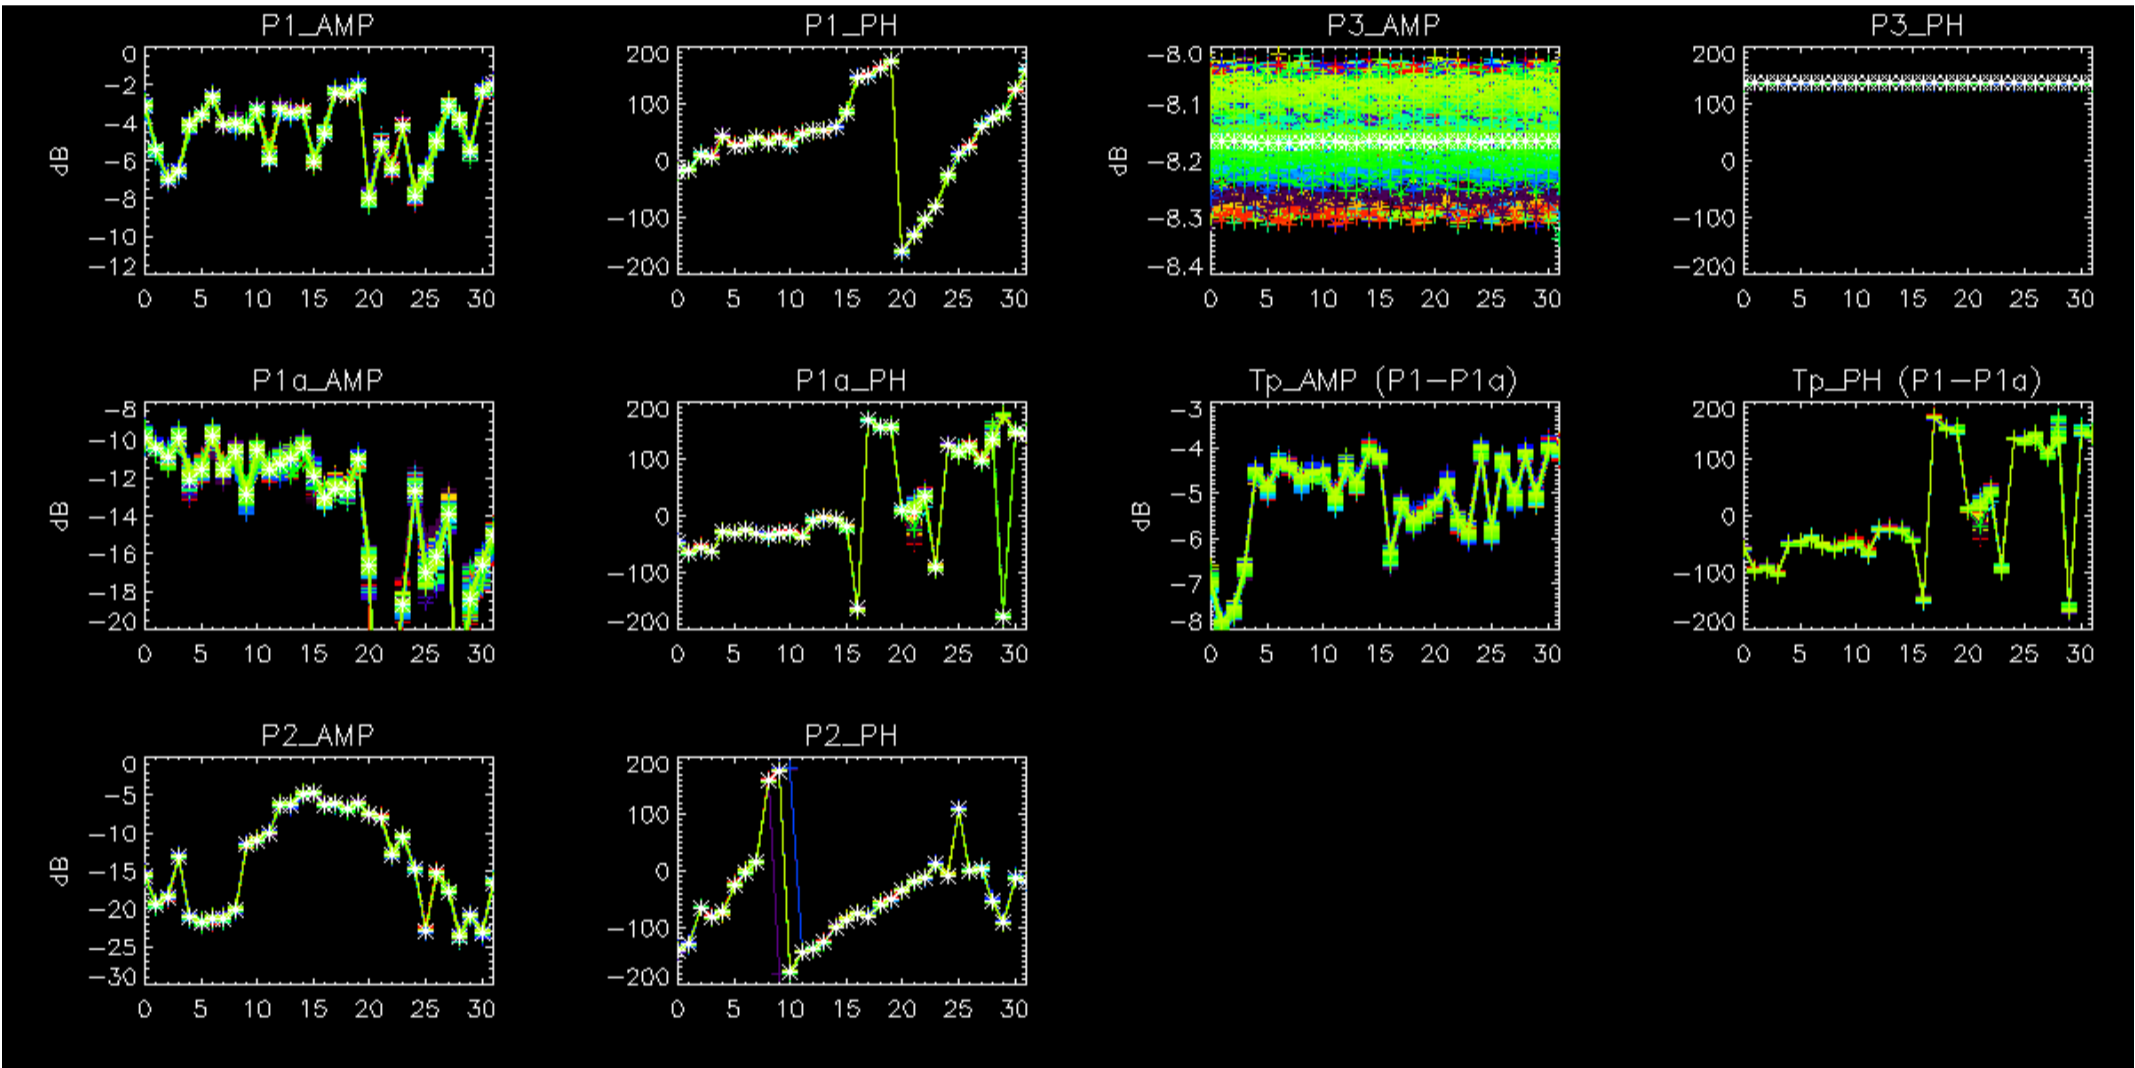 P1_AMP P1_PH P3_AMP P3_PH
0 200 −8.0 200
−2
100 −8.1 100
−4
dB −6 0 dB −8.2 0
−8
−100 −8.3 −100
−10
−12 −200 −8.4 −200
0 5 10 15 20 25 30 0 5 10 15 20 25 30 0 5 10 15 20 25 30 0 5 10 15 20 25 30
P1a_AMP P1a_PH Tp_AMP (P1−P1a) Tp_PH (P1−P1a)
−8 200 −3 200
−10 100 −4 100
−12
dB −14 0 dB −5 0
−16 −6
−100 −7 −100
−18
−20 −200 −8 −200
0 5 10 15 20 25 30 0 5 10 15 20 25 30 0 5 10 15 20 25 30 0 5 10 15 20 25 30
P2_AMP P2_PH
0 200
−5
−10 100
dB −15 0
−20
−25 −100
−30 −200
0 5 10 15 20 25 30 0 5 10 15 20 25 30